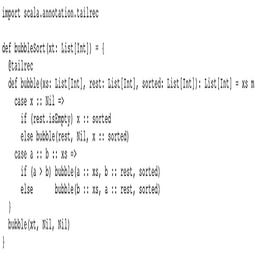 import scala.annotation.tailrec
def bubbleSort(xt: List[Int]) = {
@tailrec
def bubble(xs: List[Int], rest: List[Int], sorted: List[Int]): List[Int] = xs m
case x :: Nil =>
if (rest.isEmpty) x :: sorted
else bubble(rest, Nil, x :: sorted)
case a :: b :: xs =>
if (a > b) bubble(a :: xs, b :: rest, sorted)
else bubble(b :: xs, a :: rest, sorted)
}
bubble(xt, Nil, Nil)
}